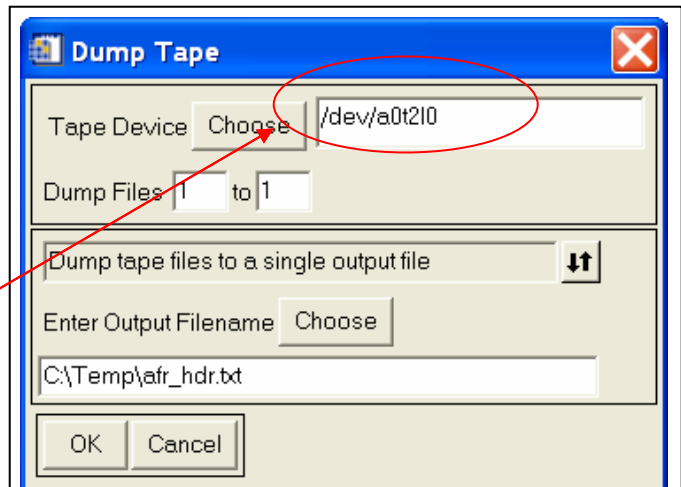 Dump Tape
Tape Device Choose /dev/a0t2l0
Dump Files 1 to 1
Dump tape files to a single output file
Enter Output Filename Choose
C:\Temp\afr_hdr.txt
OK Cancel